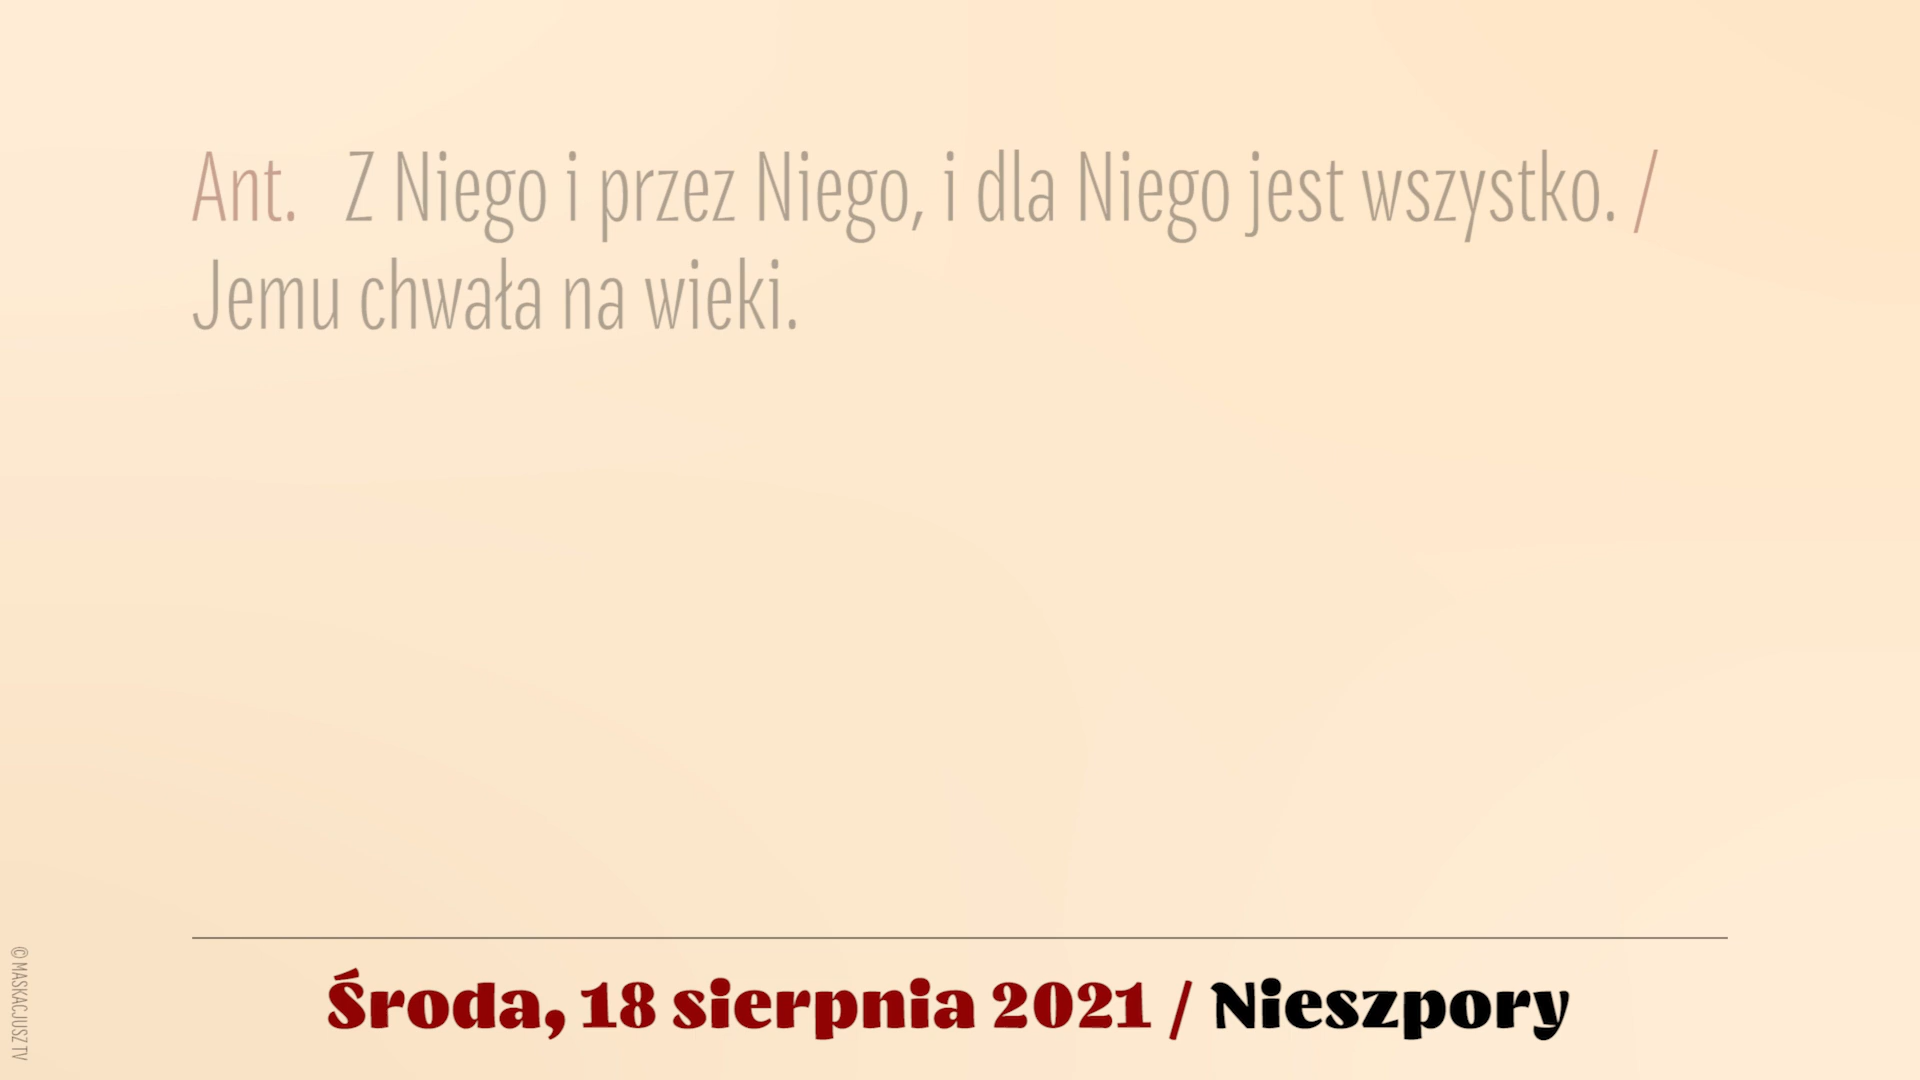 Ant. Z Niego i przez Niego, i dla Niego jest wszystko. /
Jemu chwała na wieki.
Środa, 18 sierpnia 2021 / Nieszpory
© MASKACJUSZ TV